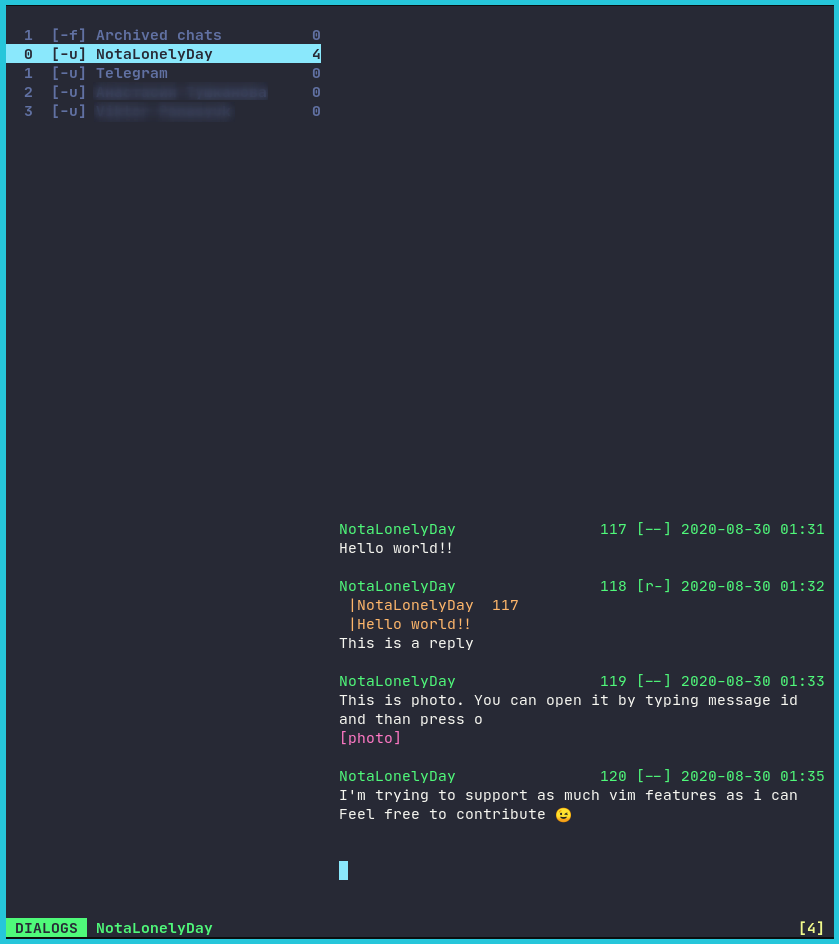 1 [-f] Archived chats 0
0 [-u] NotaLonelyDay 4
1 [-u] Telegram 0
2 [-u] 0
3 [-u] 0
NotaLonelyDay 117 [--] 2020-08-30 01:31
Hello world!!
NotaLonelyDay 118 [r-] 2020-08-30 01:32
|NotaLonelyDay 117
|Hello world!!
This is a reply
NotaLonelyDay 119 [--] 2020-08-30 01:33
This is photo. You can open it by typing message id
and than press o
[photo]
NotaLonelyDay 120 [--] 2020-08-30 01:35
I'm trying to support as much vim features as i can
Feel free to contribute 😉
DIALOGS NotaLonelyDay [4]